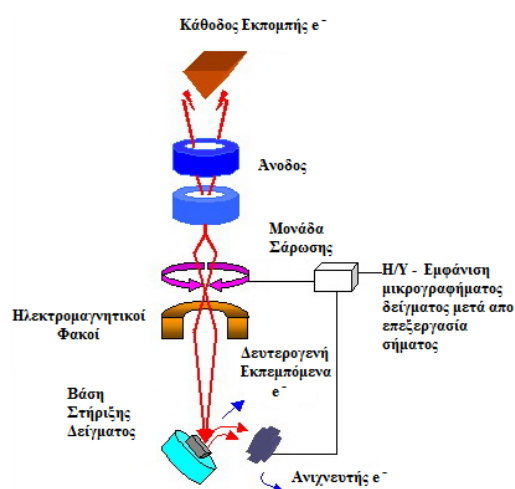 Κάθοδος Εκπομπής e⁻
Ανοδος
Μονάδα
Σάρωσης
Η/Υ - Εμφάνιση
μικρογραφήματος
δείγματος μετά απο
επεξεργασία
σήματος
Ηλεκτρομαγνητικοί
Φακοί
Δευτερογενή
Εκπεμπόμενα
e⁻
Βάση
Στήριξης
Δείγματος
Ανιχνευτής e⁻